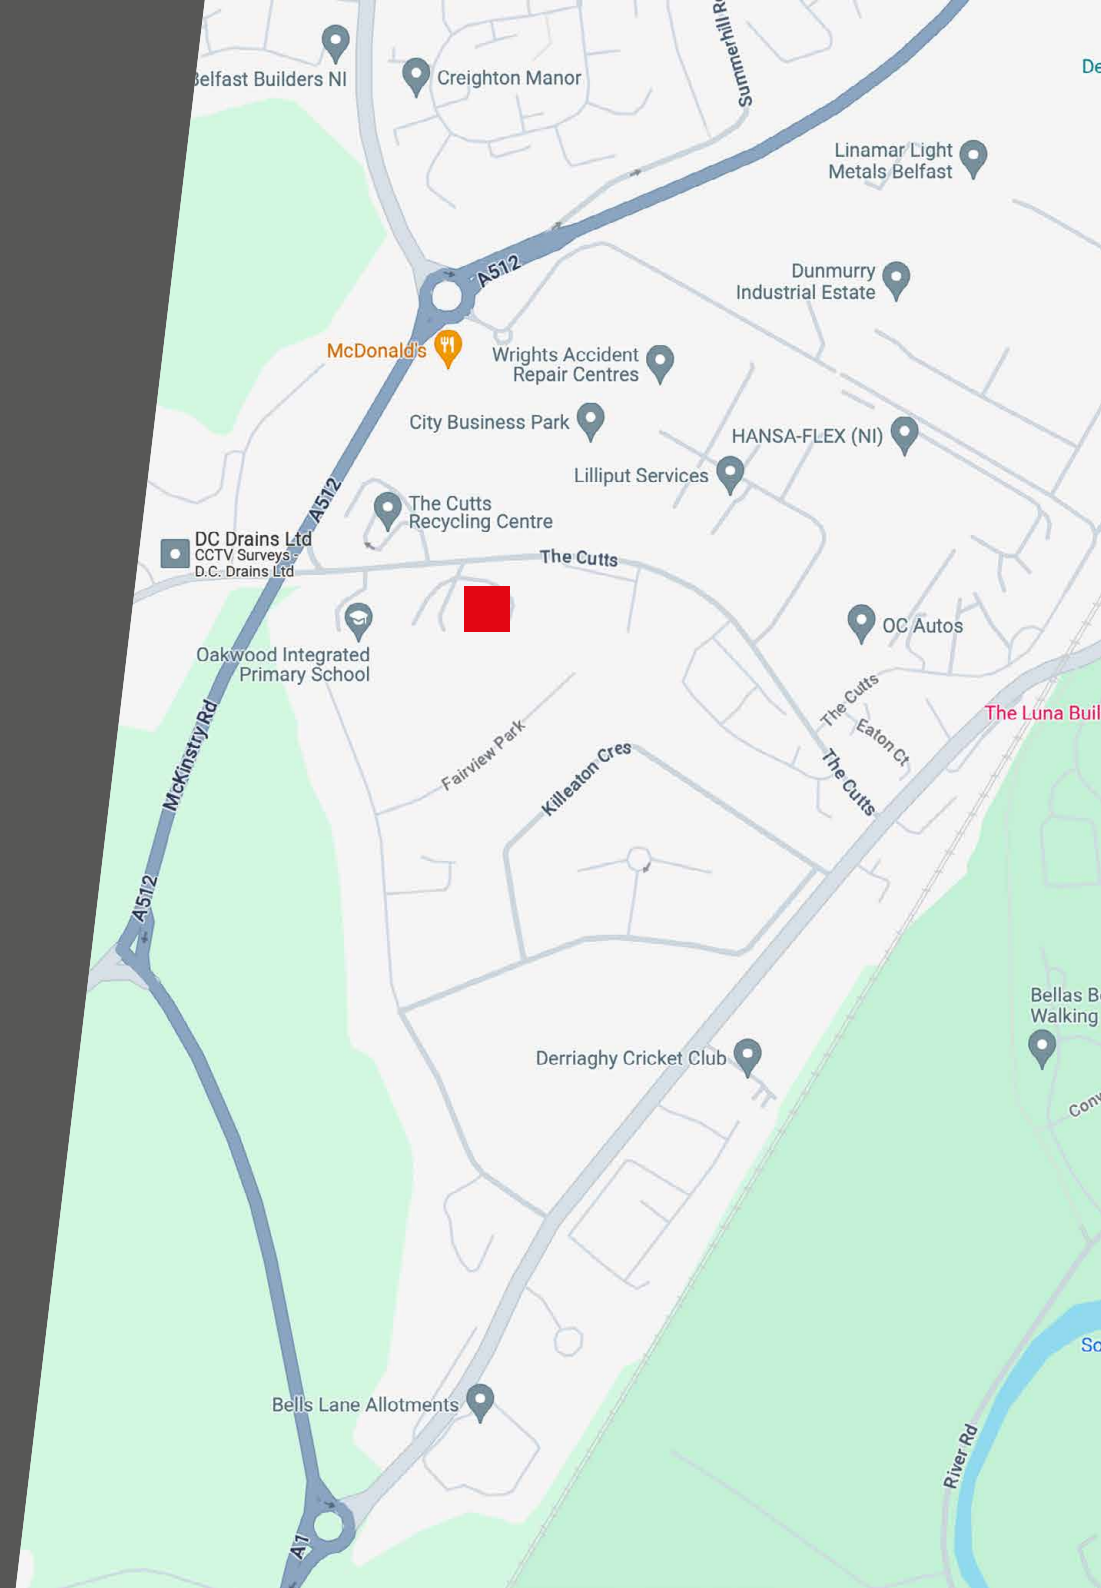 Summerhill R
Belfast Builders NI
Creighton Manor
De
Linamar Light
Metals Belfast
A512
Dunmurry
Industrial Estate
McDonald's
Wrights Accident
Repair Centres
City Business Park
HANSA-FLEX (NI)
Lilliput Services
A512
The Cutts
Recycling Centre
DC Drains Ltd
CCTV Surveys -
D.C. Drains Ltd
The Cutts
OC Autos
Oakwood Integrated
Primary School
The Cutts
The Luna Buil
McKinstry Rd
Fairview Park
Eaton Ct
Killeaton Cres
The Cutts
A512
Bellas B
Walking
Derriaghy Cricket Club
Conw
So
Bells Lane Allotments
River Rd
A1